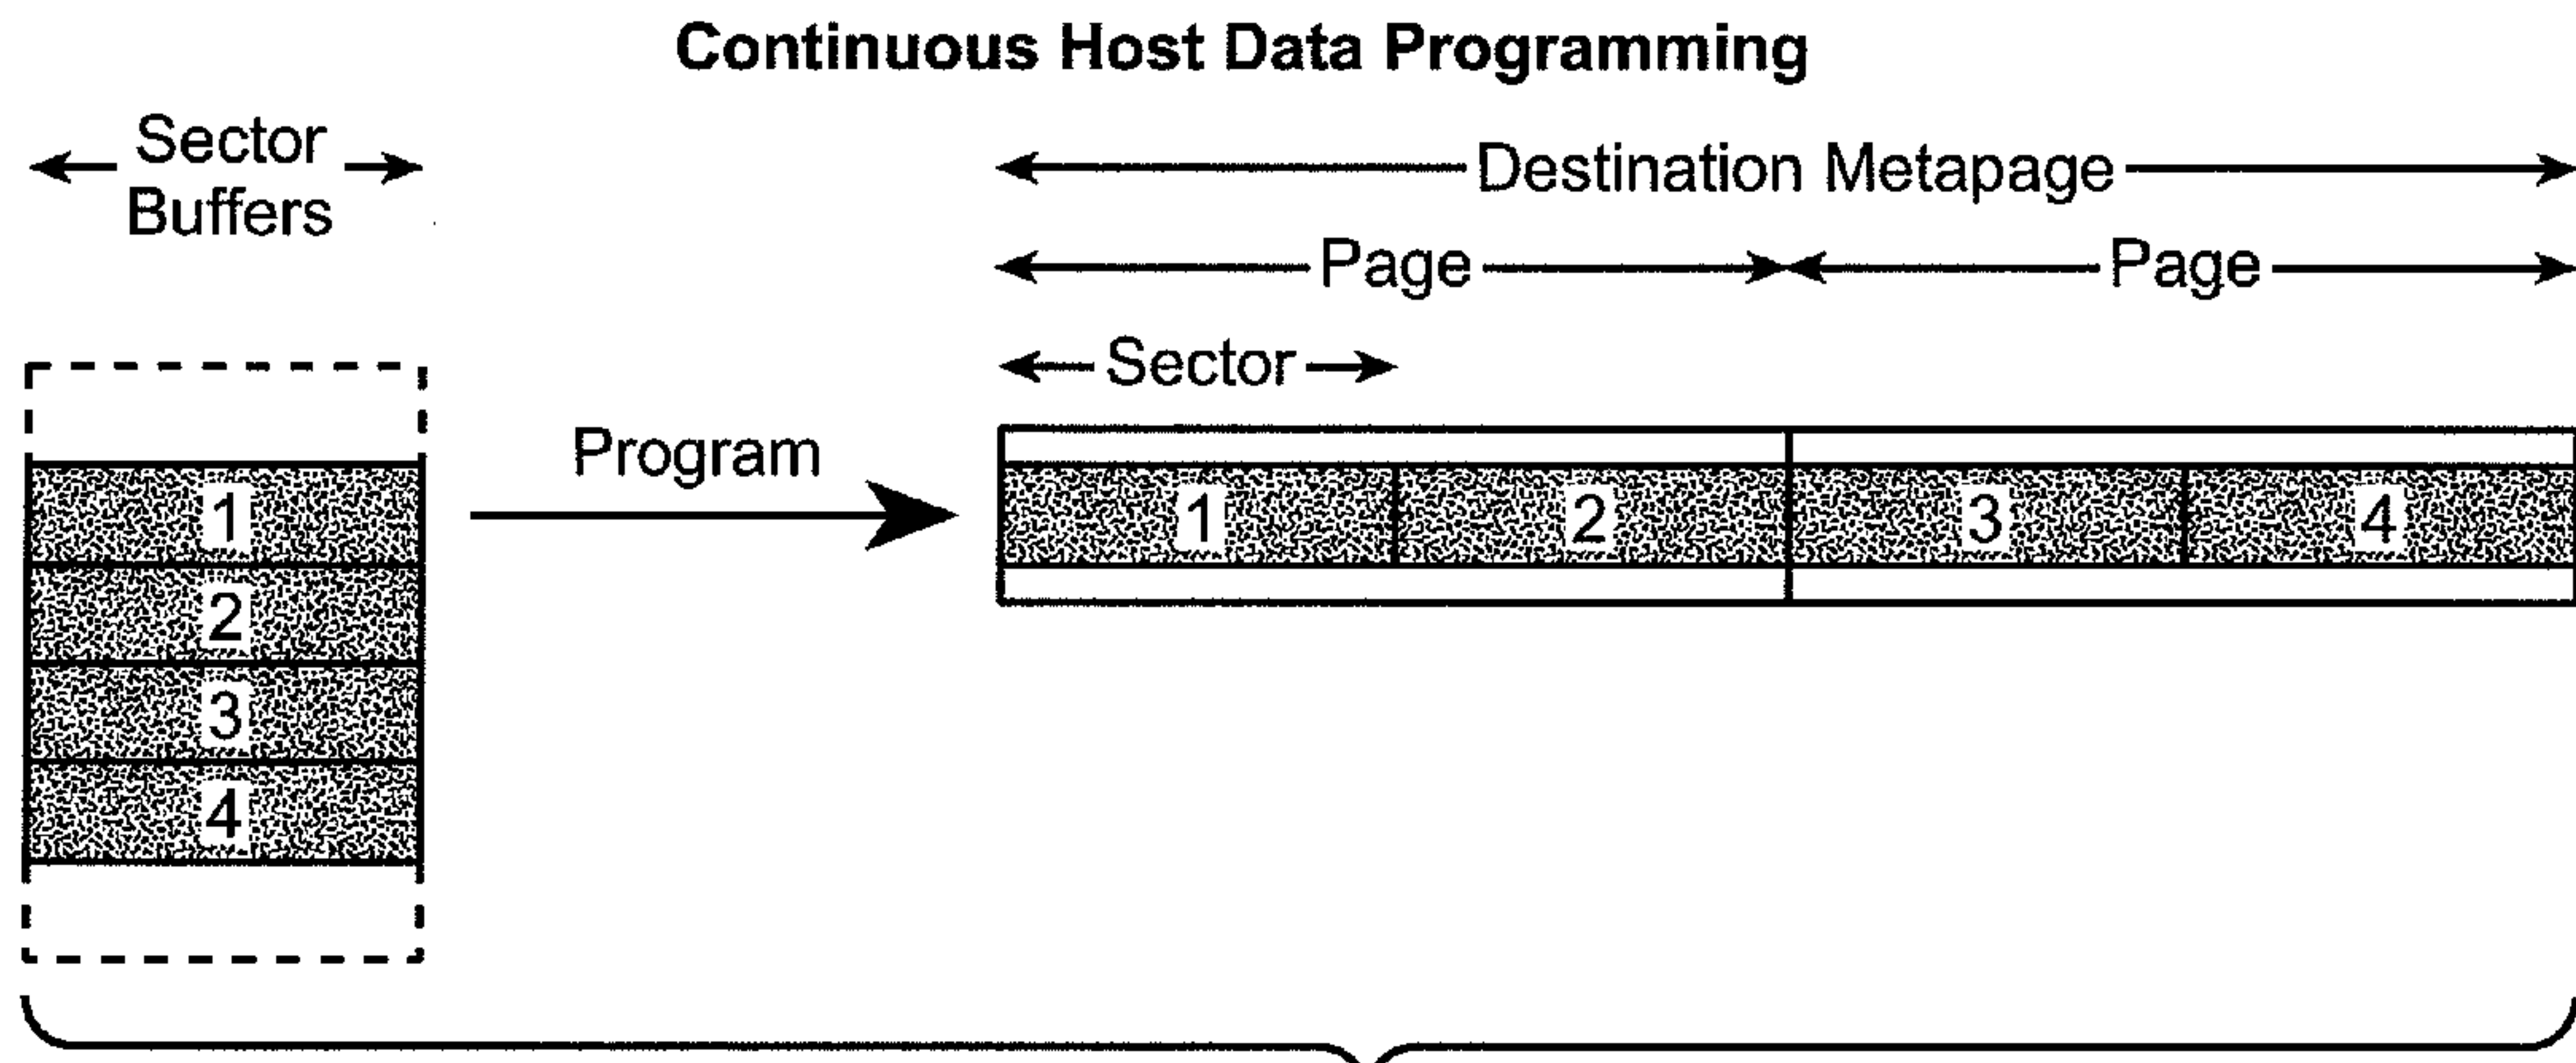 Continuous Host Data Programming
Sector
Buffers
Destination Metapage
Page Page
Sector
Program
1
2
3
4
1 2 3 4